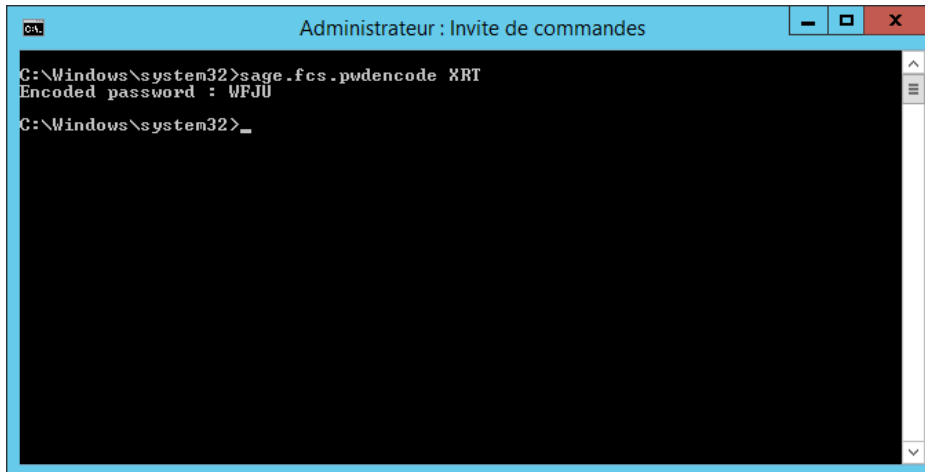 Administrateur : Invite de commandes
C:\Windows\system32>sage.fcs.pwdencode XRT
Encoded password : WFJU
C:\Windows\system32>_